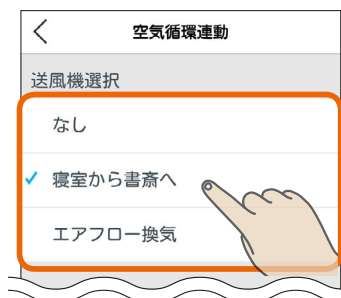 空気循環連動
送風機選択
なし
寝室から書斎へ
エアフロー換気